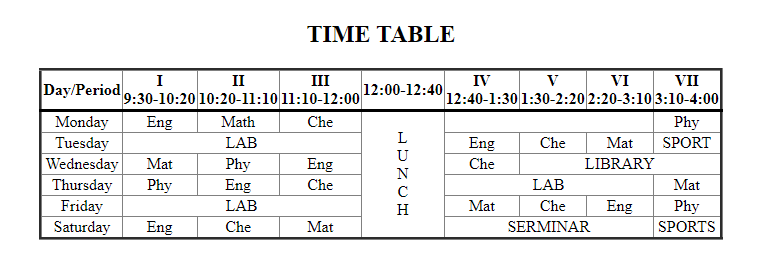 TIME TABLE
Day/Period I 9:30-10:20 II 10:20-11:10 III 11:10-12:00 12:00-12:40 IV 12:40-1:30 V 1:30-2:20 VI 2:20-3:10 VII 3:10-4:00
Monday Eng Math Che LUNCH Phy
Tuesday LAB Eng Che Mat SPORT
Wednesday Mat Phy Eng Che LIBRARY
Thursday Phy Eng Che LAB Mat
Friday LAB Mat Che Eng Phy
Saturday Eng Che Mat SERMINAR SPORTS